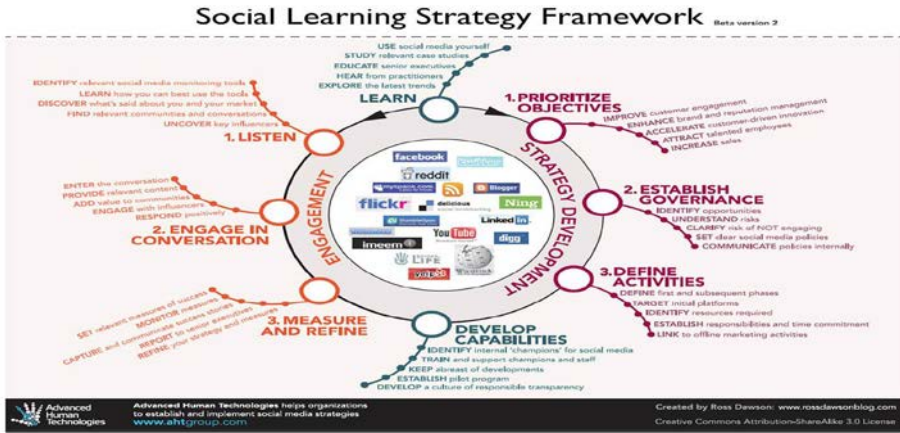 Social Learning Strategy Framework Beta version 2
USE social media yourself
STUDY relevant case studies
EDUCATE senior executives
HEAR from practitioners
EXPLORE the latest trends
LEARN
1. PRIORITIZE
OBJECTIVES
IMPROVE customer engagement
ENHANCE brand and reputation management
ACCELERATE customer-driven innovation
ATTRACT talented employees
INCREASE sales
STRATEGY DEVELOPMENT
2. ESTABLISH
GOVERNANCE
IDENTIFY opportunities
UNDERSTAND risks
CLARIFY risk of NOT engaging
SET clear social media policies
COMMUNICATE policies internally
3. DEFINE
ACTIVITIES
DEFINE first and subsequent phases
TARGET initial platforms
IDENTIFY resources required
ESTABLISH responsibilities and time commitment
LINK to offline marketing activities
DEVELOP
CAPABILITIES
IDENTIFY internal 'champions' for social media
TRAIN and support champions and staff
KEEP abreast of developments
ESTABLISH pilot program
DEVELOP a culture of responsible transparency
ENGAGEMENT
IDENTIFY relevant social media monitoring tools
LEARN how you can best use the tools
DISCOVER what's said about you and your market
FIND relevant communities and conversations
UNCOVER key influencers
1. LISTEN
ENTER the conversation
PROVIDE relevant content
ADD value to communities
ENGAGE with influencers
RESPOND positively
2. ENGAGE IN
CONVERSATION
SET relevant measures of success
MONITOR measures
CAPTURE and communicate success stories
REPORT to senior executives
REFINE your strategy and measures
3. MEASURE
AND REFINE
facebook
twitter
reddit
myspace.com
Blogger
flickr
delicious
Ning
LinkedIn
YouTube
imeem
digg
LIFE
yelp
Advanced
Human
Technologies
Advanced Human Technologies helps organizations
to establish and implement social media strategies
www.ahtgroup.com
Created by Ross Dawson: www.rossdawsonblog.com
Creative Commons Attribution-ShareAlike 3.0 License